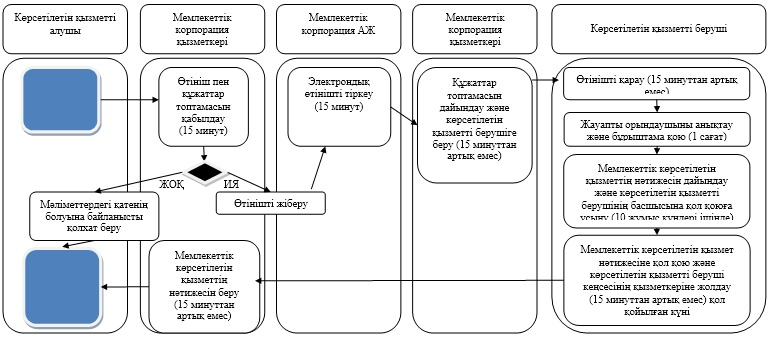 Көрсетілетін қызметті
алушы
Мемлекеттік
корпорация
қызметкері
Мемлекеттік
корпорация АЖ
Мемлекеттік
корпорация
қызметкері
Көрсетілетін қызметті беруші
Өтініш пен
құжаттар
топтамасын
қабылдау
(15 минут)
Электрондық
өтінішті тіркеу
(15 минут)
Құжаттар
топтамасын
дайындау және
көрсетілетін
қызметті берушіге
беру (15 минуттан
артық емес)
Өтінішті қарау (15 минуттан артық
емес)
Жауапты орындаушыны анықтау
және бұрыштама қою (1 сағат)
Мемлекеттік көрсетілетін
қызметтің нәтижесін дайындау
және көрсетілетін қызметті
берушінің басшысына қол қоюға
ұсыну (10 жұмыс күндері ішінде)
ЖОҚ
ИЯ
Мәліметтердегі қатенің
болуына байланысты
қолхат беру
Өтінішті жіберу
Мемлекеттік
көрсетілетін
қызметтің
нәтижесін беру
(15 минуттан
артық емес)
Мемлекеттік көрсетілетін қызмет
нәтижесіне қол қою және
көрсетілетін қызметті беруші
кеңсесінің қызметкеріне жолдау
(15 минуттан артық емес) қол
қойылған күні